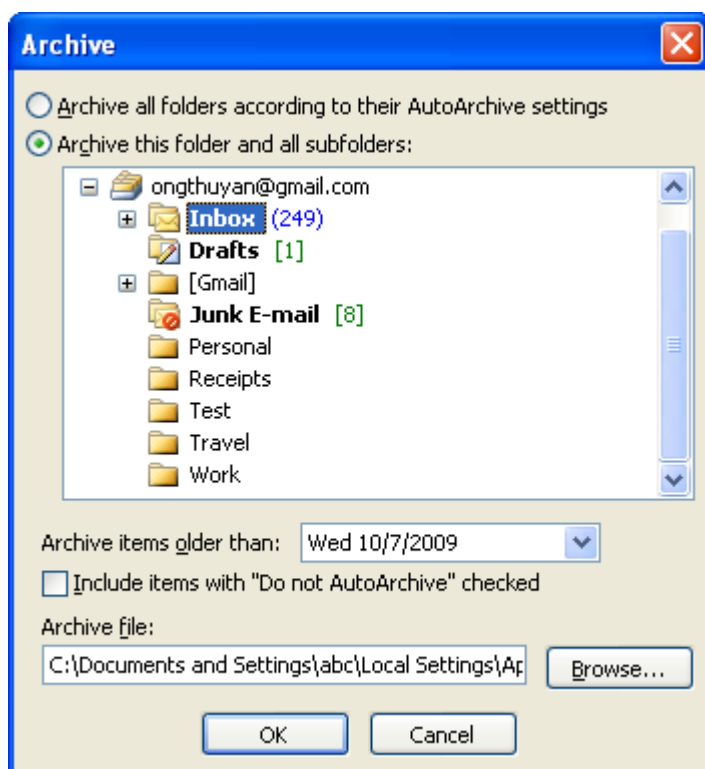 Archive
Archive all folders according to their AutoArchive settings
Archive this folder and all subfolders:
ongthuyan@gmail.com
Inbox (249)
Drafts [1]
[Gmail]
Junk E-mail [8]
Personal
Receipts
Test
Travel
Work
Archive items older than: Wed 10/7/2009
Include items with "Do not AutoArchive" checked
Archive file:
C:\Documents and Settings\abc\Local Settings\Ap Browse...
OK Cancel